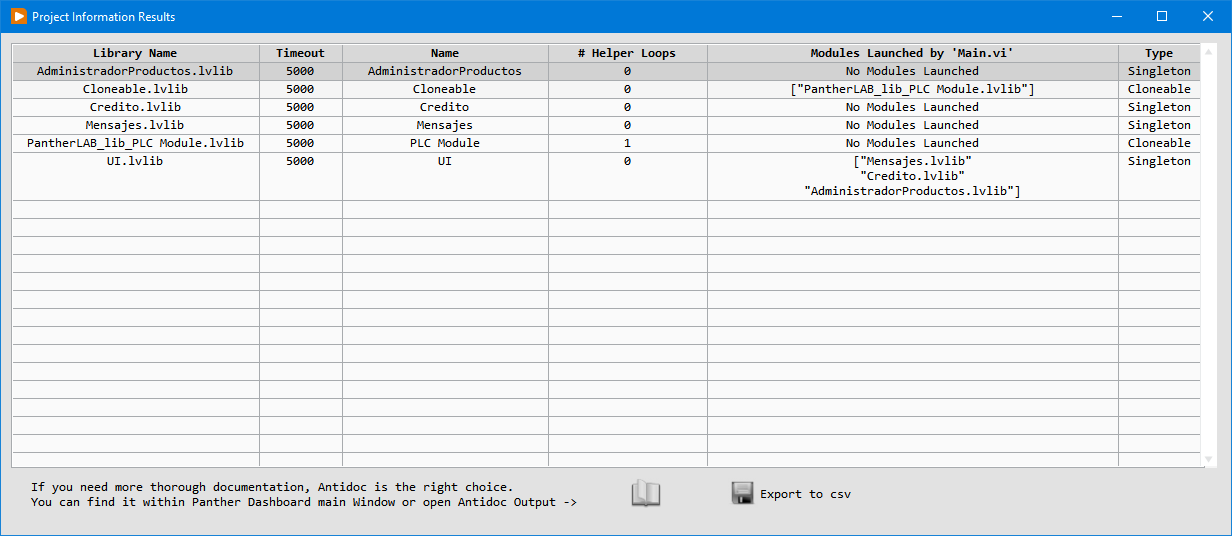 Project Information Results
Library Name Timeout Name # Helper Loops Modules Launched by 'Main.vi' Type
AdministradorProductos.lvlib 5000 AdministradorProductos 0 No Modules Launched Singleton
Cloneable.lvlib 5000 Cloneable 0 ["PantherLAB_lib_PLC Module.lvlib"] Cloneable
Credito.lvlib 5000 Credito 0 No Modules Launched Singleton
Mensajes.lvlib 5000 Mensajes 0 No Modules Launched Singleton
PantherLAB_lib_PLC Module.lvlib 5000 PLC Module 1 No Modules Launched Cloneable
UI.lvlib 5000 UI 0 ["Mensajes.lvlib" Singleton
"Credito.lvlib"
"AdministradorProductos.lvlib"]
If you need more thorough documentation, Antidoc is the right choice.
You can find it within Panther Dashboard main Window or open Antidoc Output ->
Export to csv